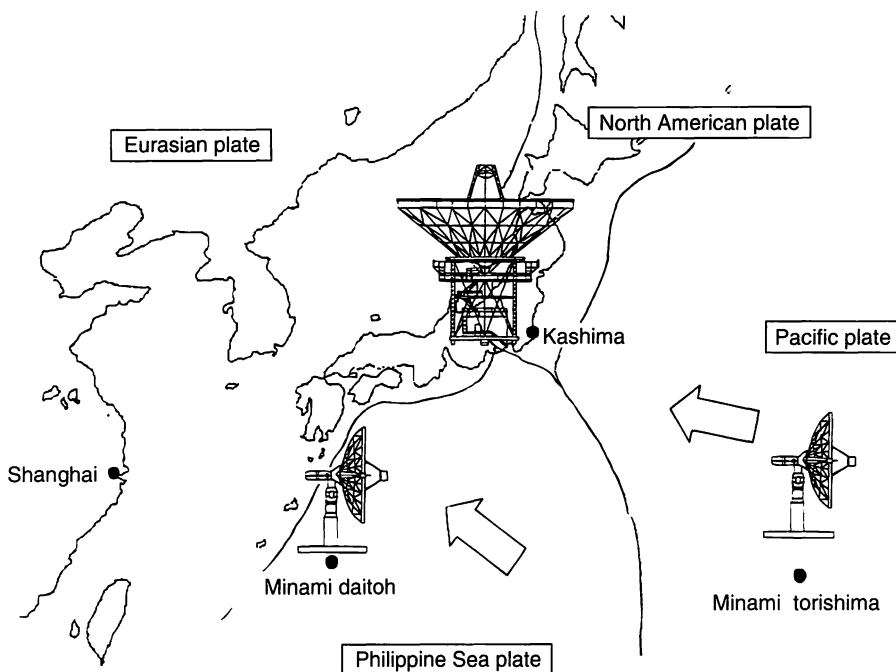 North American plate
Eurasian plate
Kashima
Pacific plate
Shanghai
Minami daitoh
Minami torishima
Philippine Sea plate